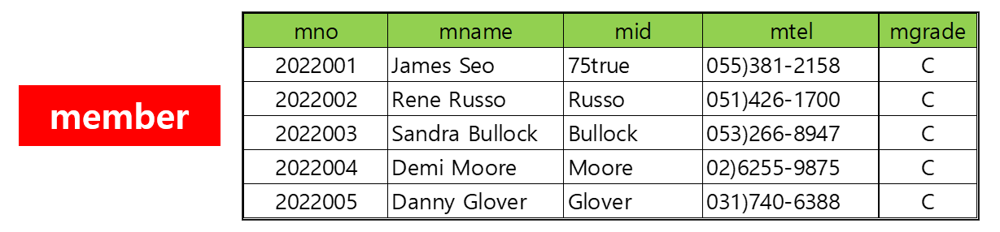 member
mno mname mid mtel mgrade
2022001 James Seo 75true 055)381-2158 C
2022002 Rene Russo Russo 051)426-1700 C
2022003 Sandra Bullock Bullock 053)266-8947 C
2022004 Demi Moore Moore 02)6255-9875 C
2022005 Danny Glover Glover 031)740-6388 C